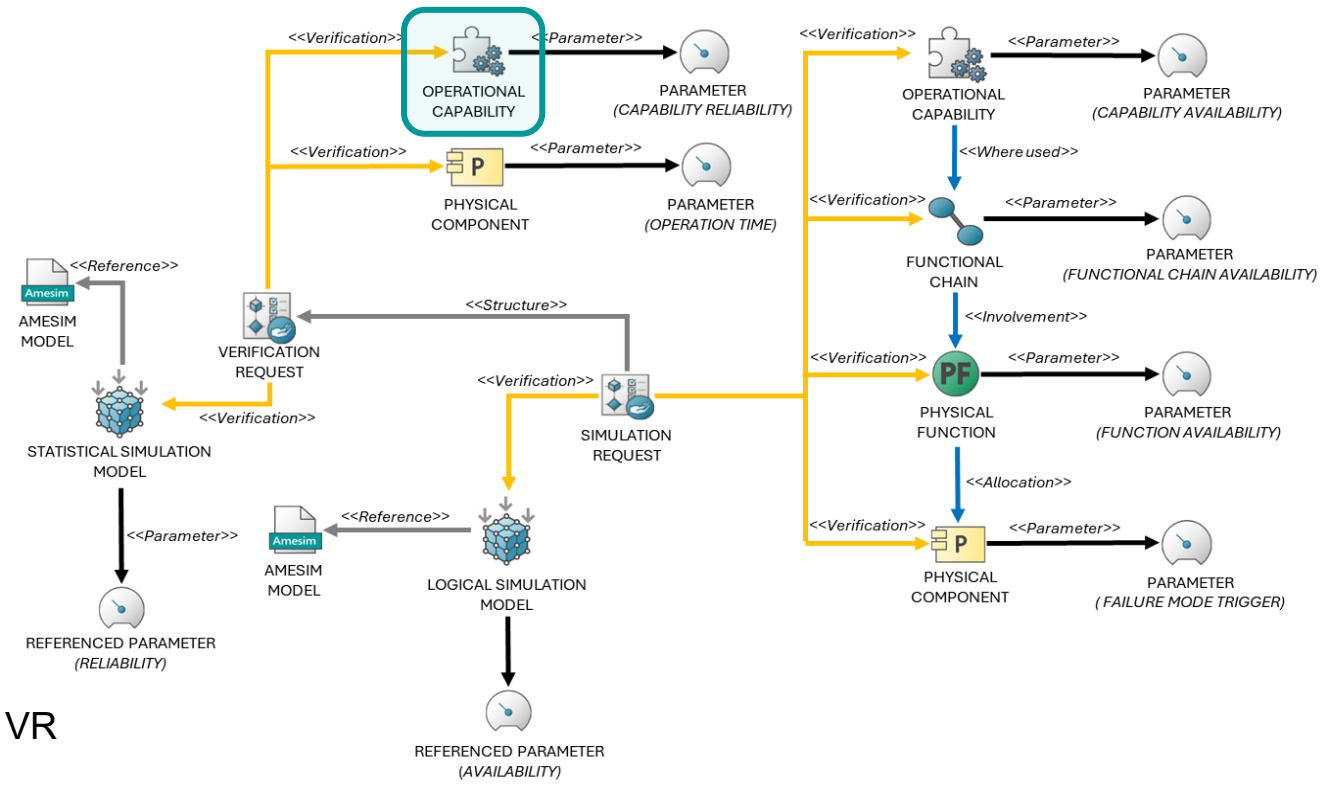 <<Verification>>
OPERATIONAL
CAPABILITY
<<Parameter>>
PARAMETER
(CAPABILITY RELIABILITY)
<<Verification>>
P
PHYSICAL
COMPONENT
<<Parameter>>
PARAMETER
(OPERATION TIME)
<<Reference>>
Amesim
AMESIM
MODEL
VERIFICATION
REQUEST
<<Structure>>
<<Verification>>
STATISTICAL SIMULATION
MODEL
<<Parameter>>
REFERENCED PARAMETER
(RELIABILITY)
<<Verification>>
SIMULATION
REQUEST
<<Reference>>
Amesim
AMESIM
MODEL
LOGICAL SIMULATION
MODEL
REFERENCED PARAMETER
(AVAILABILITY)
<<Verification>>
OPERATIONAL
CAPABILITY
<<Parameter>>
PARAMETER
(CAPABILITY AVAILABILITY)
<<Where used>>
<<Verification>>
FUNCTIONAL
CHAIN
<<Parameter>>
PARAMETER
(FUNCTIONAL CHAIN AVAILABILITY)
<<Involvement>>
<<Verification>>
PF
PHYSICAL
FUNCTION
<<Parameter>>
PARAMETER
(FUNCTION AVAILABILITY)
<<Allocation>>
<<Verification>>
P
PHYSICAL
COMPONENT
<<Parameter>>
PARAMETER
( FAILURE MODE TRIGGER)
VR